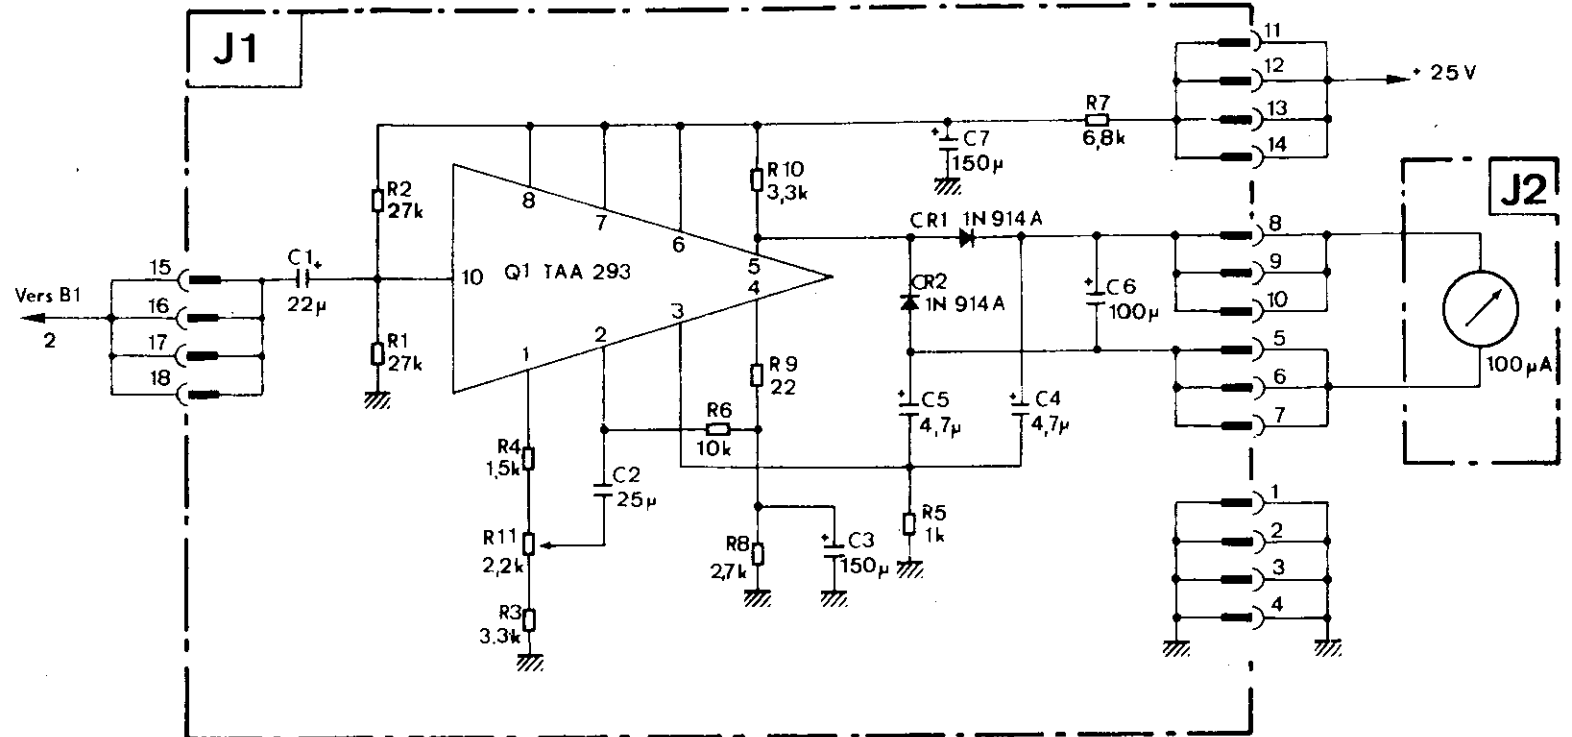 J1
11
12
+ 25 V
13
14
R7
6,8k
+ C7
150µ
R10
3,3k
R2
27k
8
7
6
5
J2
CR1 1N 914 A
8
9
10
15
16
17
18
Vers B1
2
C1 +
22µ
10
Q1 TAA 293
4
3
2
1
CR2
1N 914 A
+ C6
100µ
5
6
7
100µA
R1
27k
R9
22
R6
10k
+ C5
4,7µ
+ C4
4,7µ
R4
1,5k
C2
25µ
R11
2,2k
R8
2,7k
+ C3
150µ
R5
1k
R3
3,3k
1
2
3
4